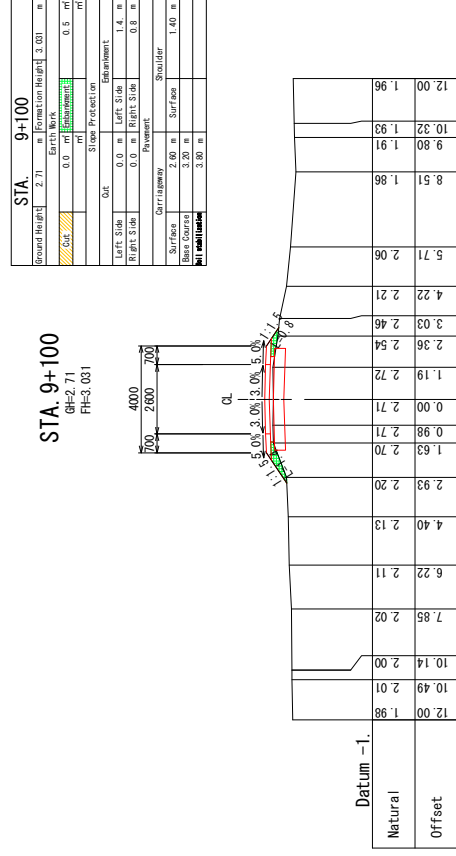 STA. 9+100
Ground Height 2.71 m Formation Height 3.031 m
Earth Work
Cut 0.0 ㎡ Embankment 0.5 ㎡
㎡ ㎡
Slope Protection
Cut Embankment
Left Side 0.0 m Left Side 1.4. m
Right Side 0.0 m Right Side 0.8 m
Pavement
Carriageway Shoulder
Surface 2.60 m Surface 1.40 m
Base Course 3.20 m
Soil stabilization 3.80 m
STA. 9+100
GH=2.71
FH=3.031
4000
700 2600 700
CL
5.0% 3.0% 3.0% 5.0%
1:1.5 1:1.5
L=1.4 L=0.8
Datum -1.
Natural 1.98 2.01 2.00 2.02 2.11 2.13 2.20 2.70 2.71 2.71 2.72 2.54 2.46 2.21 2.06 1.86 1.91 1.93 1.96
Offset 12.00 10.49 10.14 7.85 6.22 4.40 2.93 1.63 0.98 0.00 1.19 2.36 3.03 4.22 5.71 8.51 9.80 10.32 12.00